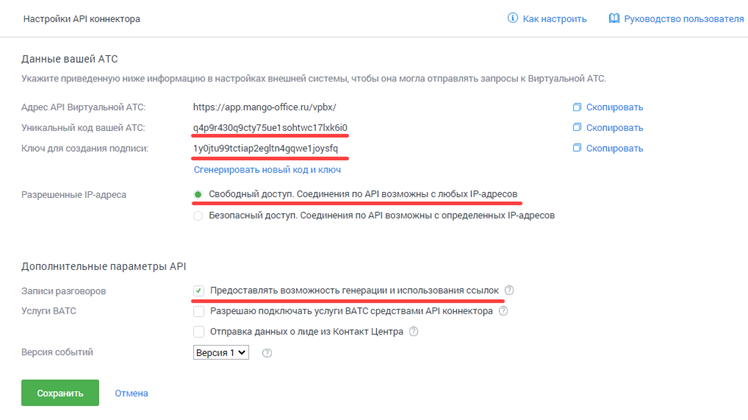 Настройки API коннектора
Как настроить
Руководство пользователя
Данные вашей АТС
Укажите приведенную ниже информацию в настройках внешней системы, чтобы она могла отправлять запросы к Виртуальной АТС.
Адрес API Виртуальной АТС: https://app.mango-office.ru/vpbx/ Скопировать
Уникальный код вашей АТС: q4p9r430q9cty75ue1sohtwc17lxk6i0 Скопировать
Ключ для создания подписи: 1y0jtu99tctiap2egltn4gqwe1joysfq Скопировать
Сгенерировать новый код и ключ
Разрешенные IP-адреса Свободный доступ. Соединения по API возможны с любых IP-адресов
Безопасный доступ. Соединения по API возможны с определенных IP-адресов
Дополнительные параметры API
Записи разговоров Предоставлять возможность генерации и использования ссылок ?
Услуги ВАТС Разрешаю подключать услуги ВАТС средствами API коннектора ?
Отправка данных о лиде из Контакт Центра ?
Версия событий Версия 1 ?
Сохранить Отмена